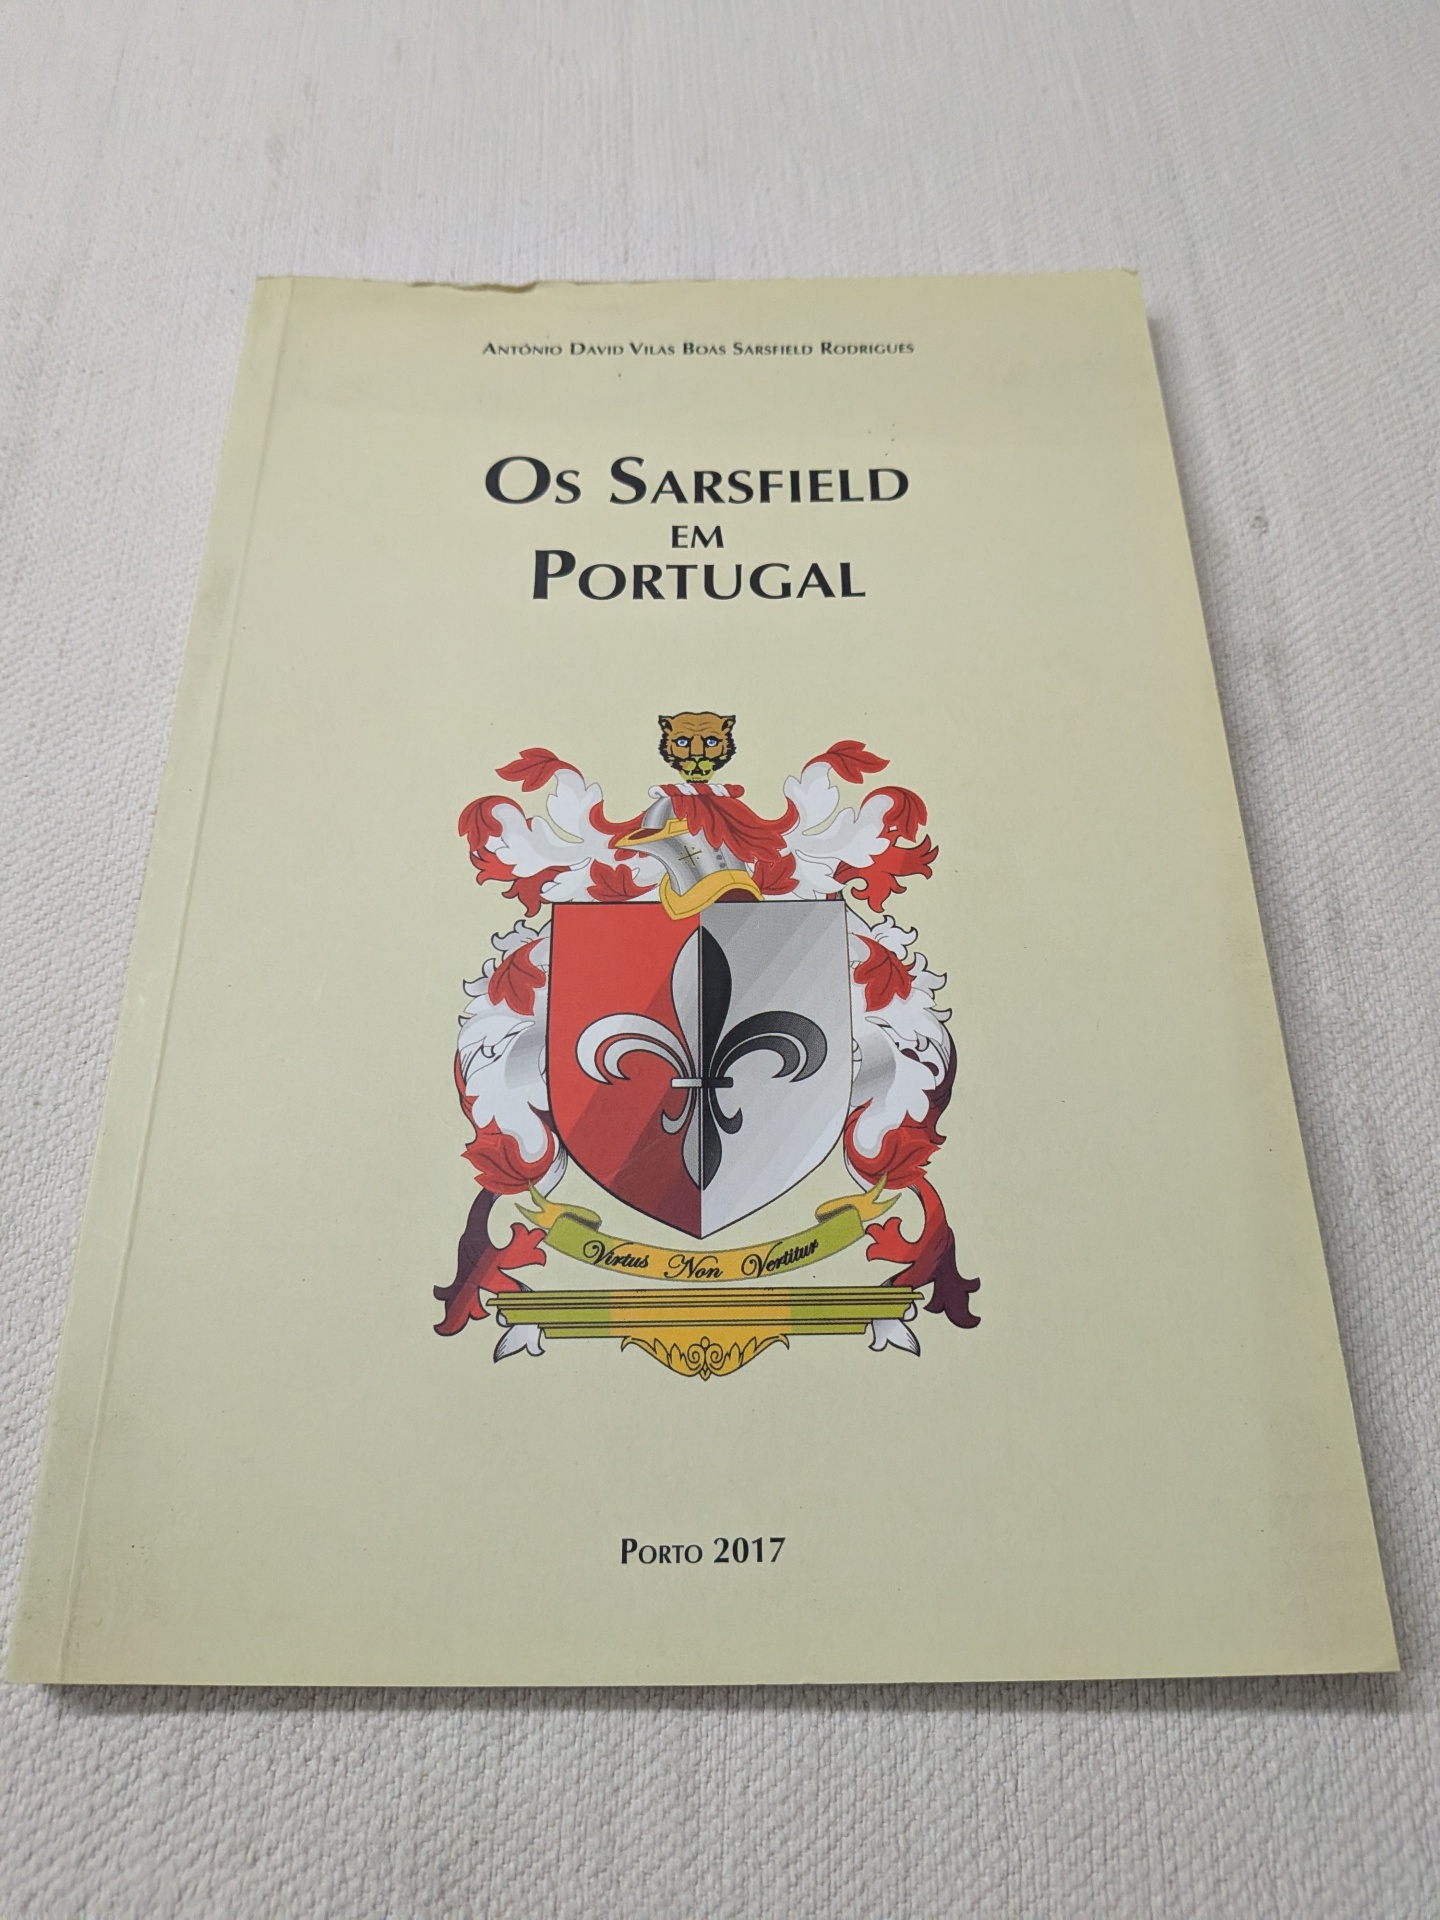 António David Vilas Boas Sarsfield Rodrigues
Os Sarsfield
em
Portugal
Virtus Non Vertitur
Porto 2017